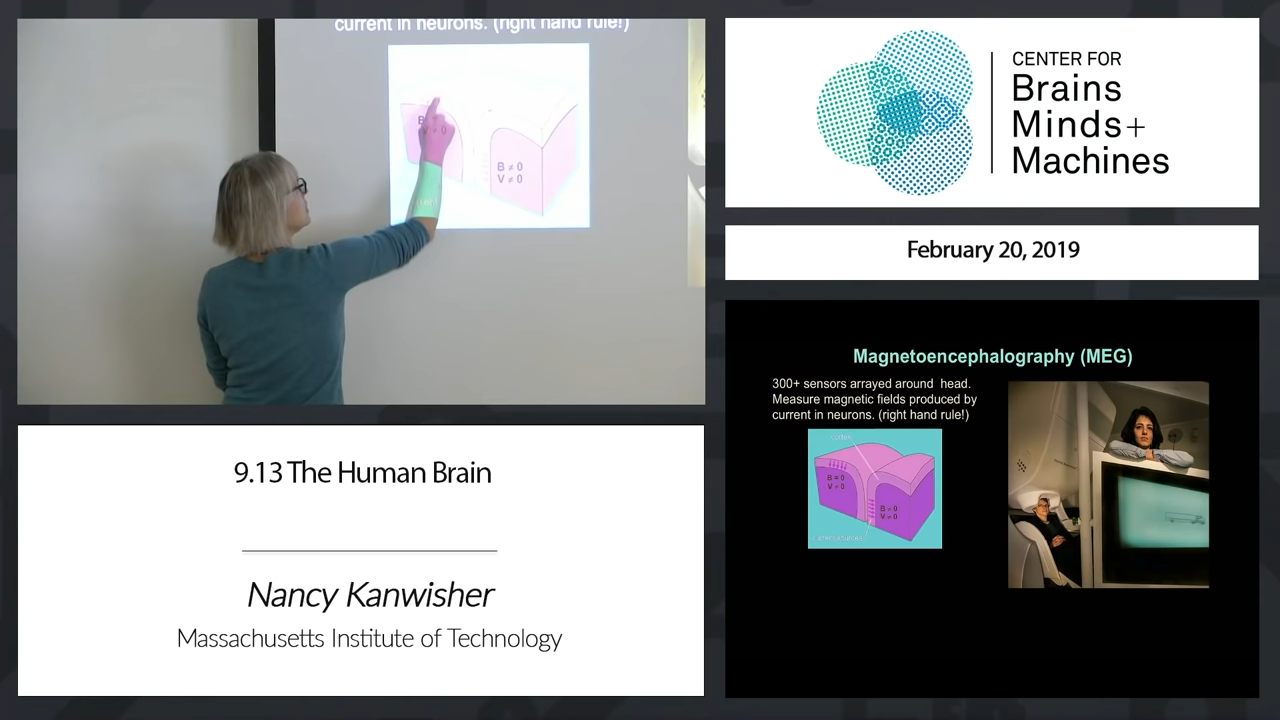 current in neurons. (right hand rule!)
B ≠ 0
V ≠ 0
CENTER FOR
Brains
Minds+
Machines
February 20, 2019
9.13 The Human Brain
Nancy Kanwisher
Massachusetts Institute of Technology
Magnetoencephalography (MEG)
300+ sensors arrayed around head.
Measure magnetic fields produced by
current in neurons. (right hand rule!)
B = 0
V ≠ 0
B ≠ 0
V ≠ 0